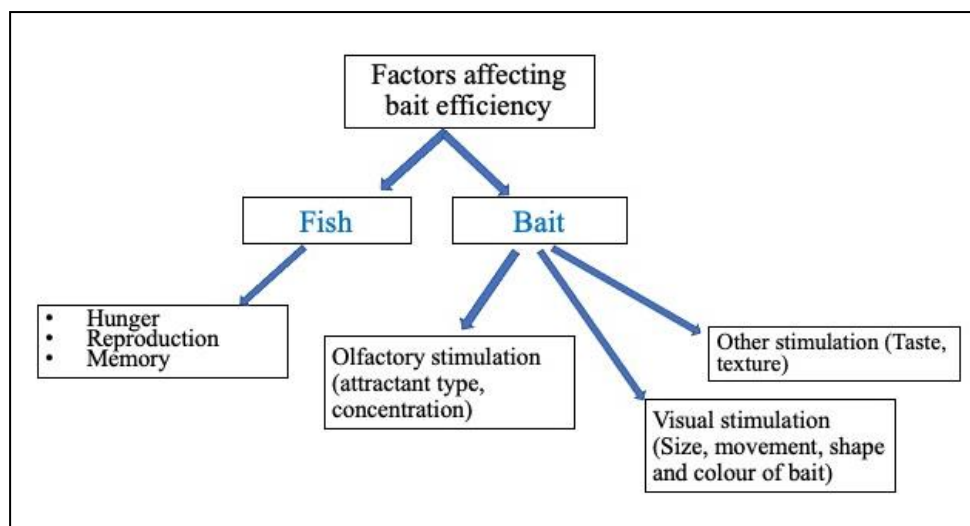 Factors affecting
bait efficiency
Fish
Bait
• Hunger
• Reproduction
• Memory
Olfactory stimulation
(attractant type,
concentration)
Other stimulation (Taste,
texture)
Visual stimulation
(Size, movement, shape
and colour of bait)